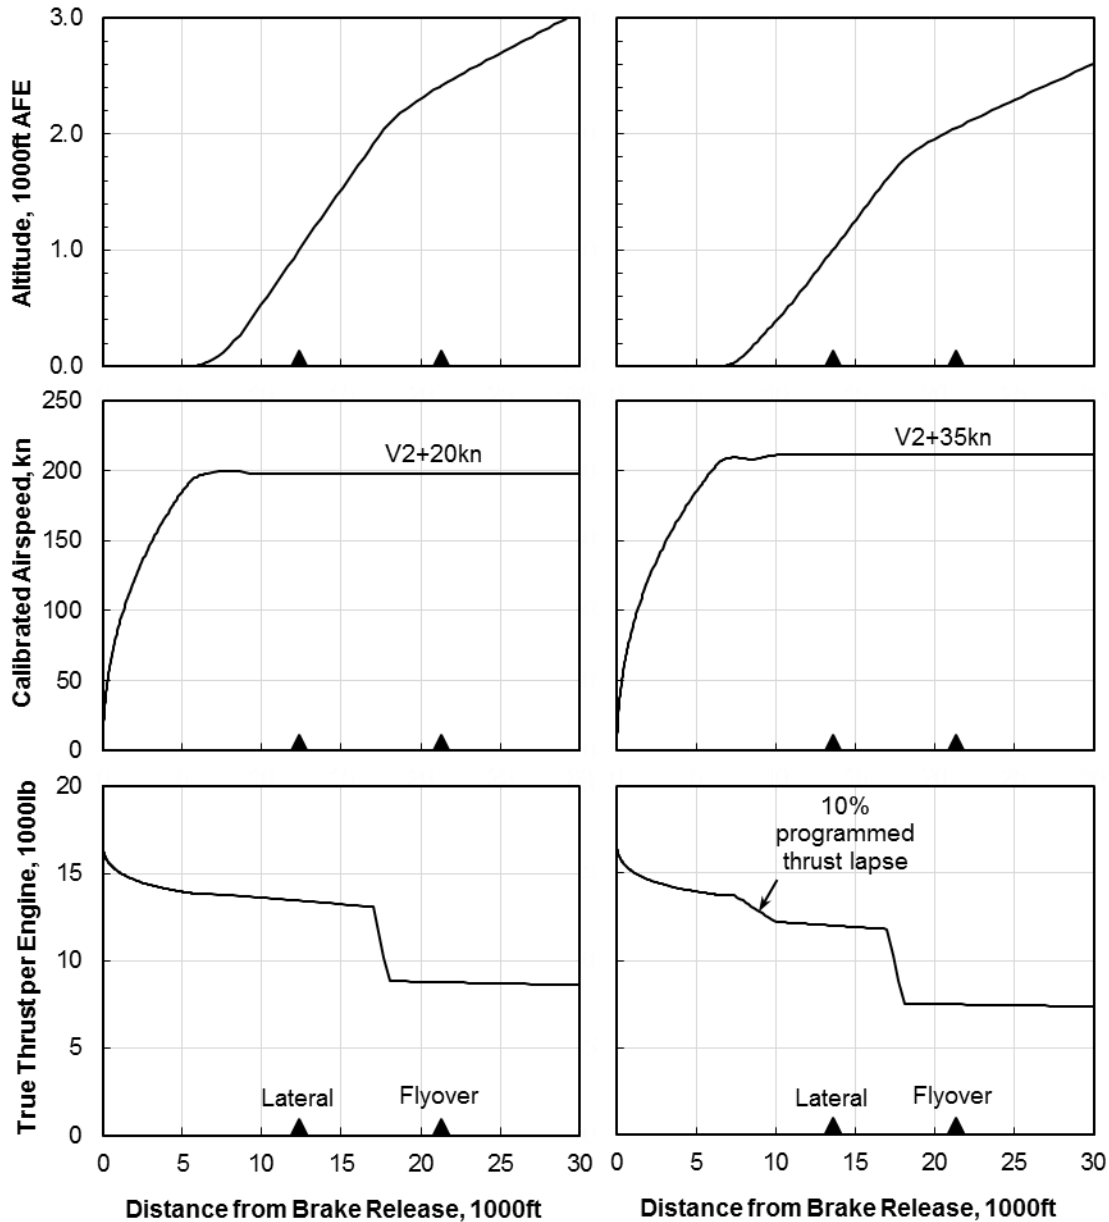 Altitude, 1000ft AFE
3.0
2.0
1.0
0.0
Calibrated Airspeed, kn
250
200
150
100
50
0
V2+20kn
V2+35kn
True Thrust per Engine, 1000lb
20
15
10
5
0
10%
programmed
thrust lapse
Lateral
Flyover
Lateral
Flyover
0 5 10 15 20 25 30
0 5 10 15 20 25 30
Distance from Brake Release, 1000ft
Distance from Brake Release, 1000ft